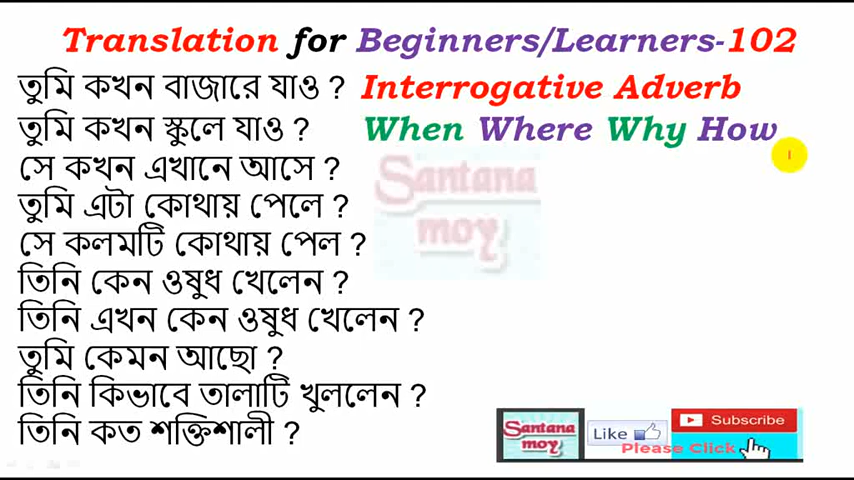 Translation for Beginners/Learners-102
তুমি কখন বাজারে যাও ? Interrogative Adverb
তুমি কখন স্কুলে যাও ? When Where Why How
সে কখন এখানে আসে ?
তুমি এটা কোথায় পেলে ?
সে কলমটি কোথায় পেল ?
তিনি কেন ওষুধ খেলেন ?
তিনি এখন কেন ওষুধ খেলেন ?
তুমি কেমন আছো ?
তিনি কিভাবে তালাটি খুললেন ?
তিনি কত শক্তিশালী ?
Santana
moy
Santana
moy
Like
Subscribe
Please Click